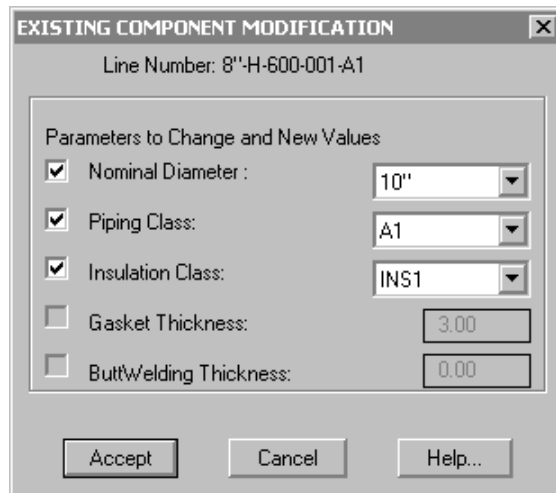 EXISTING COMPONENT MODIFICATION
Line Number: 8"-H-600-001-A1
Parameters to Change and New Values
Nominal Diameter : 10"
Piping Class: A1
Insulation Class: INS1
Gasket Thickness: 3.00
ButtWelding Thickness: 0.00
Accept Cancel Help...